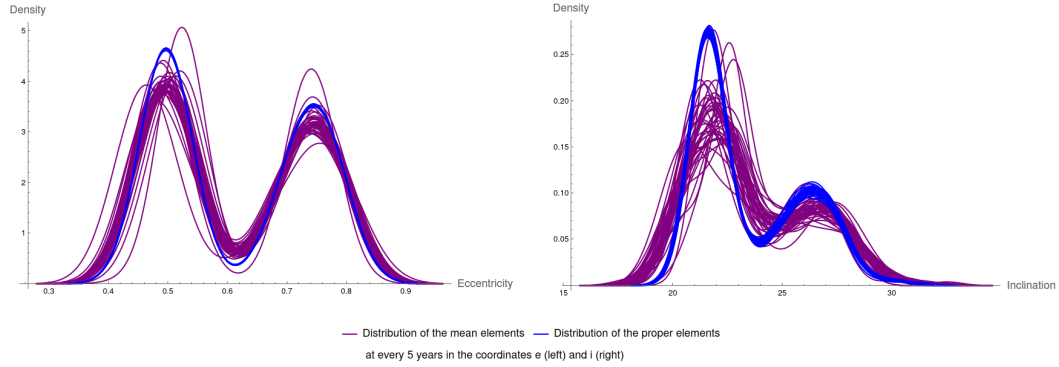 Density
5
4
3
2
1
0.3 0.4 0.5 0.6 0.7 0.8 0.9
Eccentricity
Density
0.25
0.20
0.15
0.10
0.05
15 20 25 30
Inclination
Distribution of the mean elements Distribution of the proper elements
at every 5 years in the coordinates e (left) and i (right)